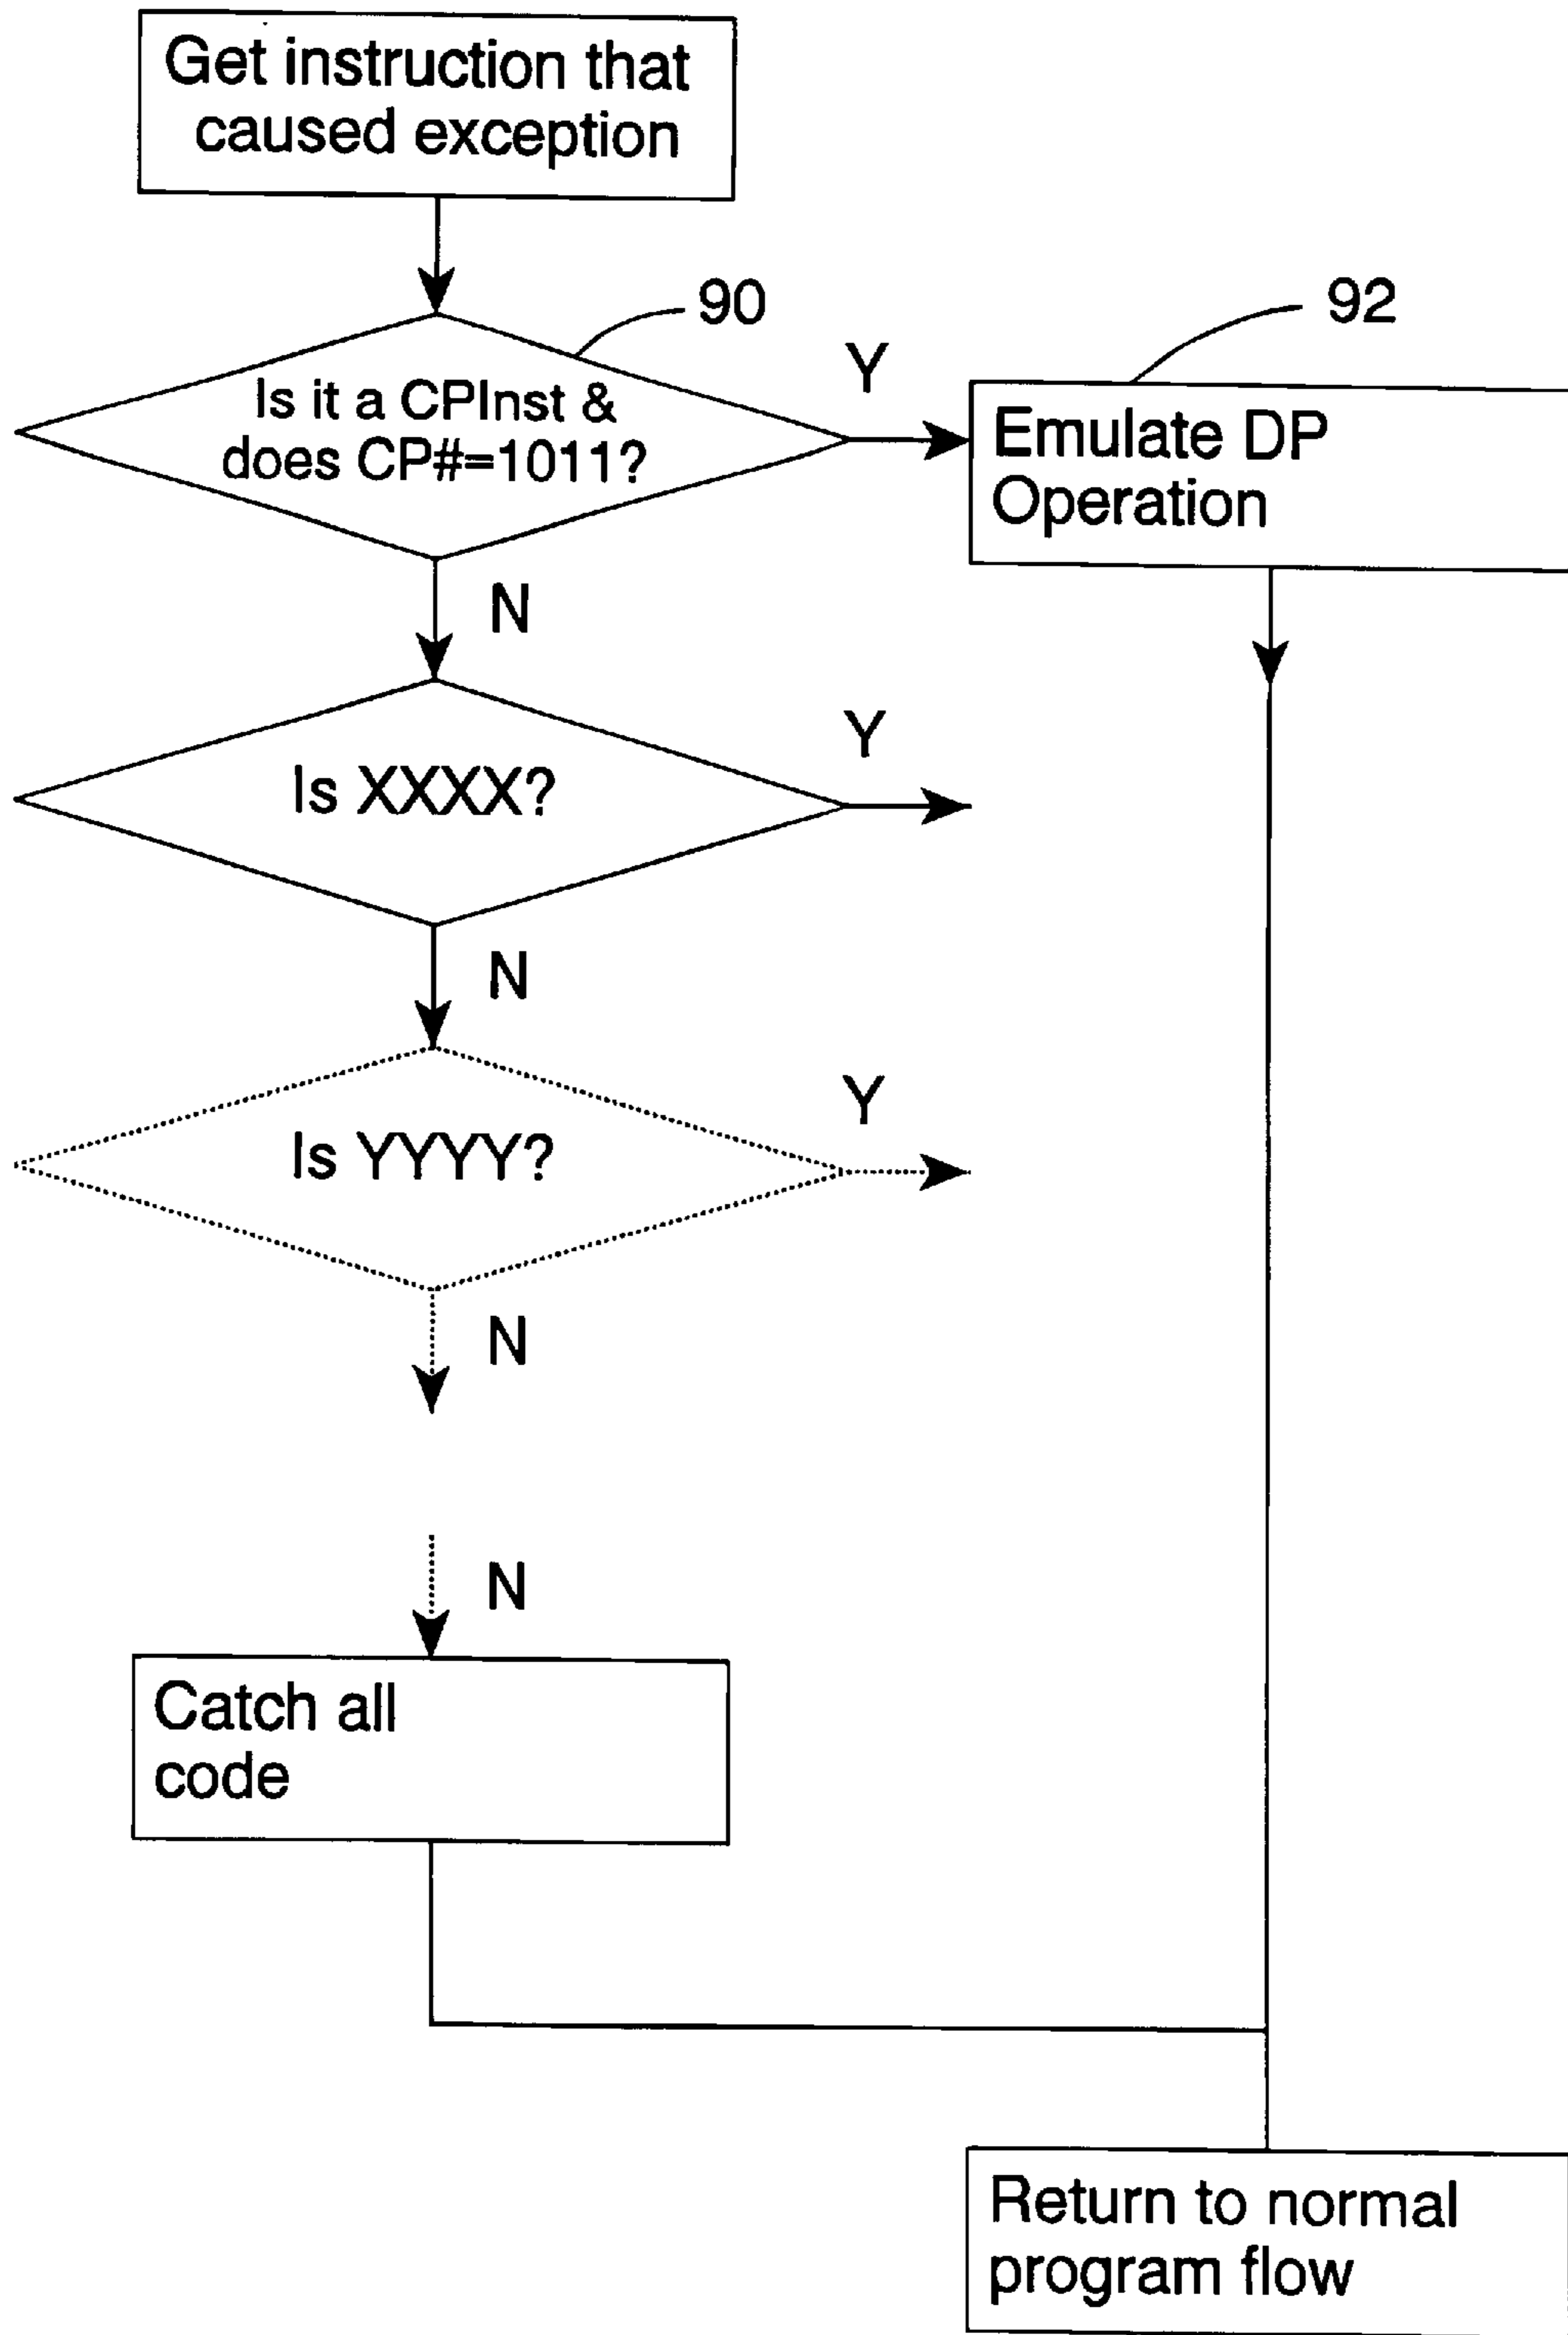 Get instruction that
caused exception
90
92
Is it a CPInst &
does CP#=1011?
Y
Emulate DP
Operation
N
Is XXXX?
Y
N
Is YYYY?
Y
N
N
Catch all
code
Return to normal
program flow